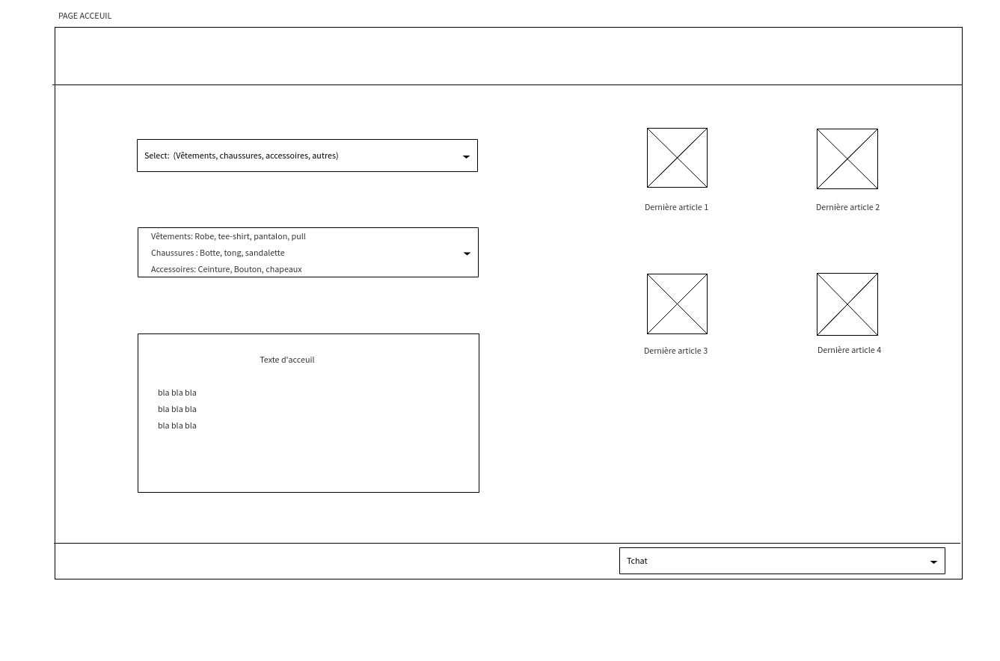 PAGE ACCEUIL
Select:  (Vêtements, chaussures, accessoires, autres)
Vêtements: Robe, tee-shirt, pantalon, pull
Chaussures : Botte, tong, sandalette
Accessoires: Ceinture, Bouton, chapeaux
Texte d'acceuil
bla bla bla
bla bla bla
bla bla bla
Dernière article 1
Dernière article 2
Dernière article 3
Dernière article 4
Tchat